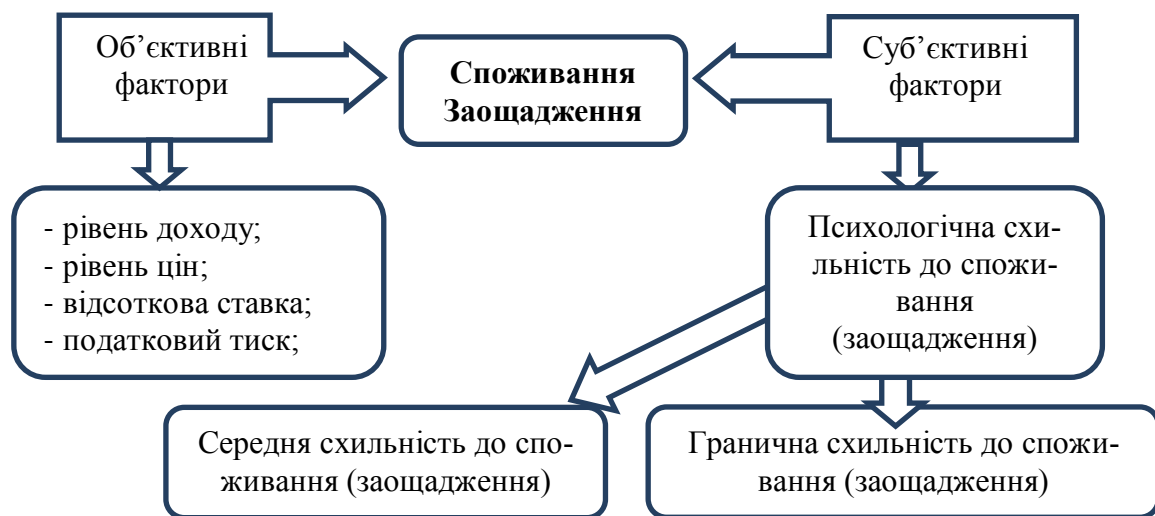 Об’єктивні
фактори
Споживання
Заощадження
Суб’єктивні
фактори
- рівень доходу;
- рівень цін;
- відсоткова ставка;
- податковий тиск;
Психологічна схи-
льність до спожи-
вання
(заощадження)
Середня схильність до спо-
живання (заощадження)
Гранична схильність до спожи-
вання (заощадження)